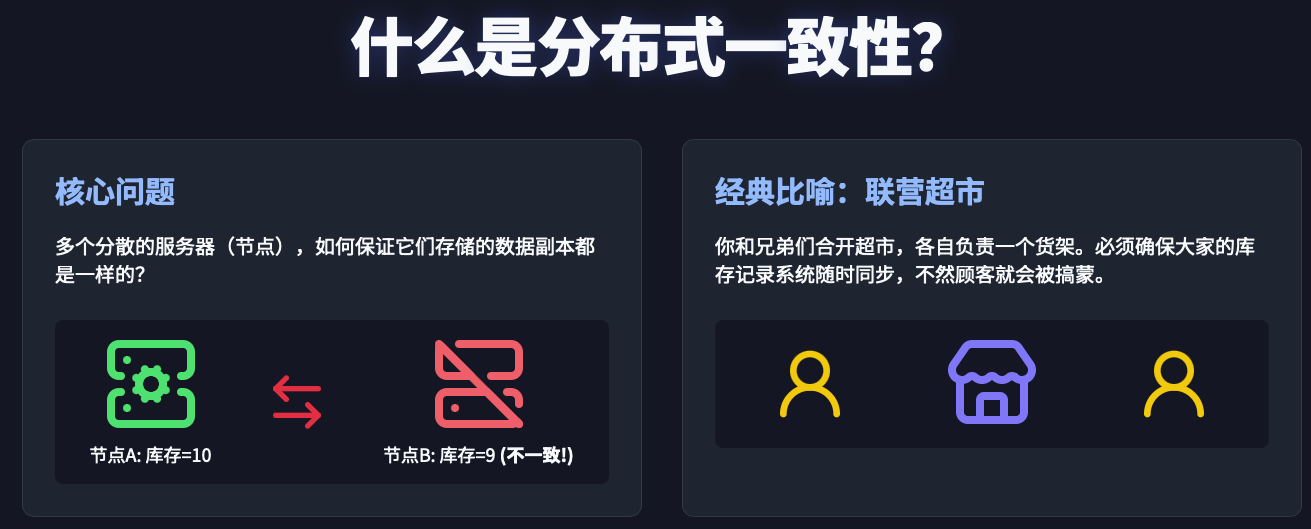 什么是分布式一致性?
核心问题
多个分散的服务器（节点），如何保证它们存储的数据副本都
是一样的?
节点A: 库存=10
节点B: 库存=9 (不一致!)
经典比喻：联营超市
你和兄弟们合开超市，各自负责一个货架。必须确保大家的库
存记录系统随时同步，不然顾客就会被搞蒙。